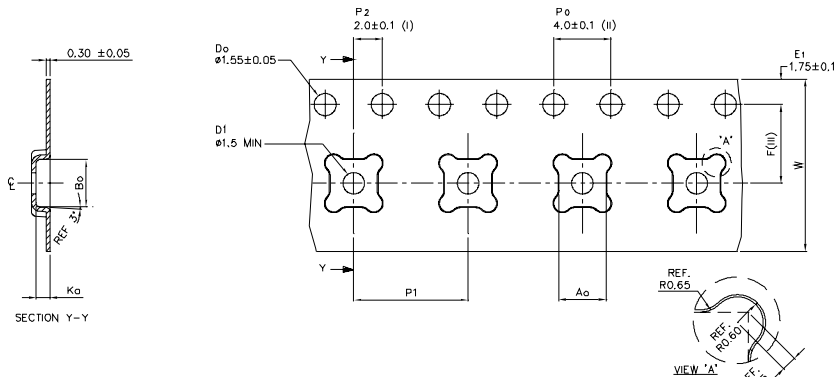 0.30 ±0.05
Bo
REF 3°
Ko
SECTION Y-Y
P2
2.0±0.1 (I)
Po
4.0±0.1 (II)
Do
ø1.55±0.05
Y
E1
1.75±0.1
D1
ø1.5 MIN
"A"
F(III)
W
Y
P1
Ao
REF.
R0.65
REF.
R0.60
REF.
VIEW "A"